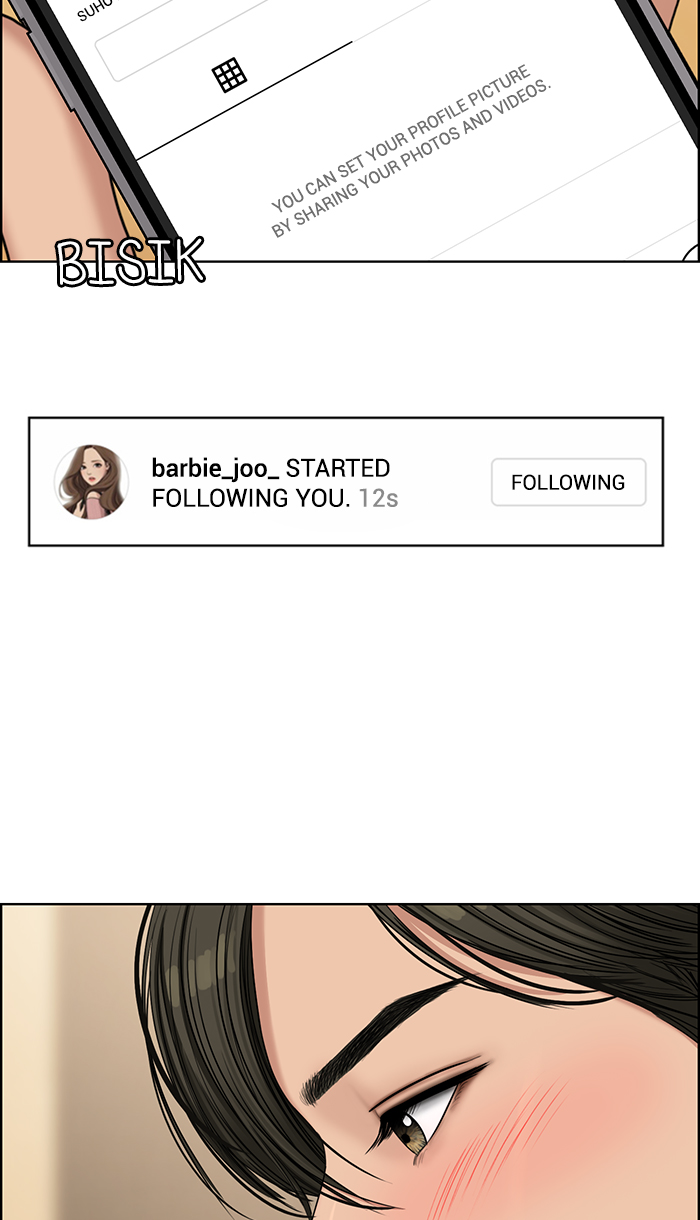 YOU CAN SET YOUR PROFILE PICTURE
BY SHARING YOUR PHOTOS AND VIDEOS.
BISIK
barbie_joo_ STARTED
FOLLOWING YOU. 12s
FOLLOWING